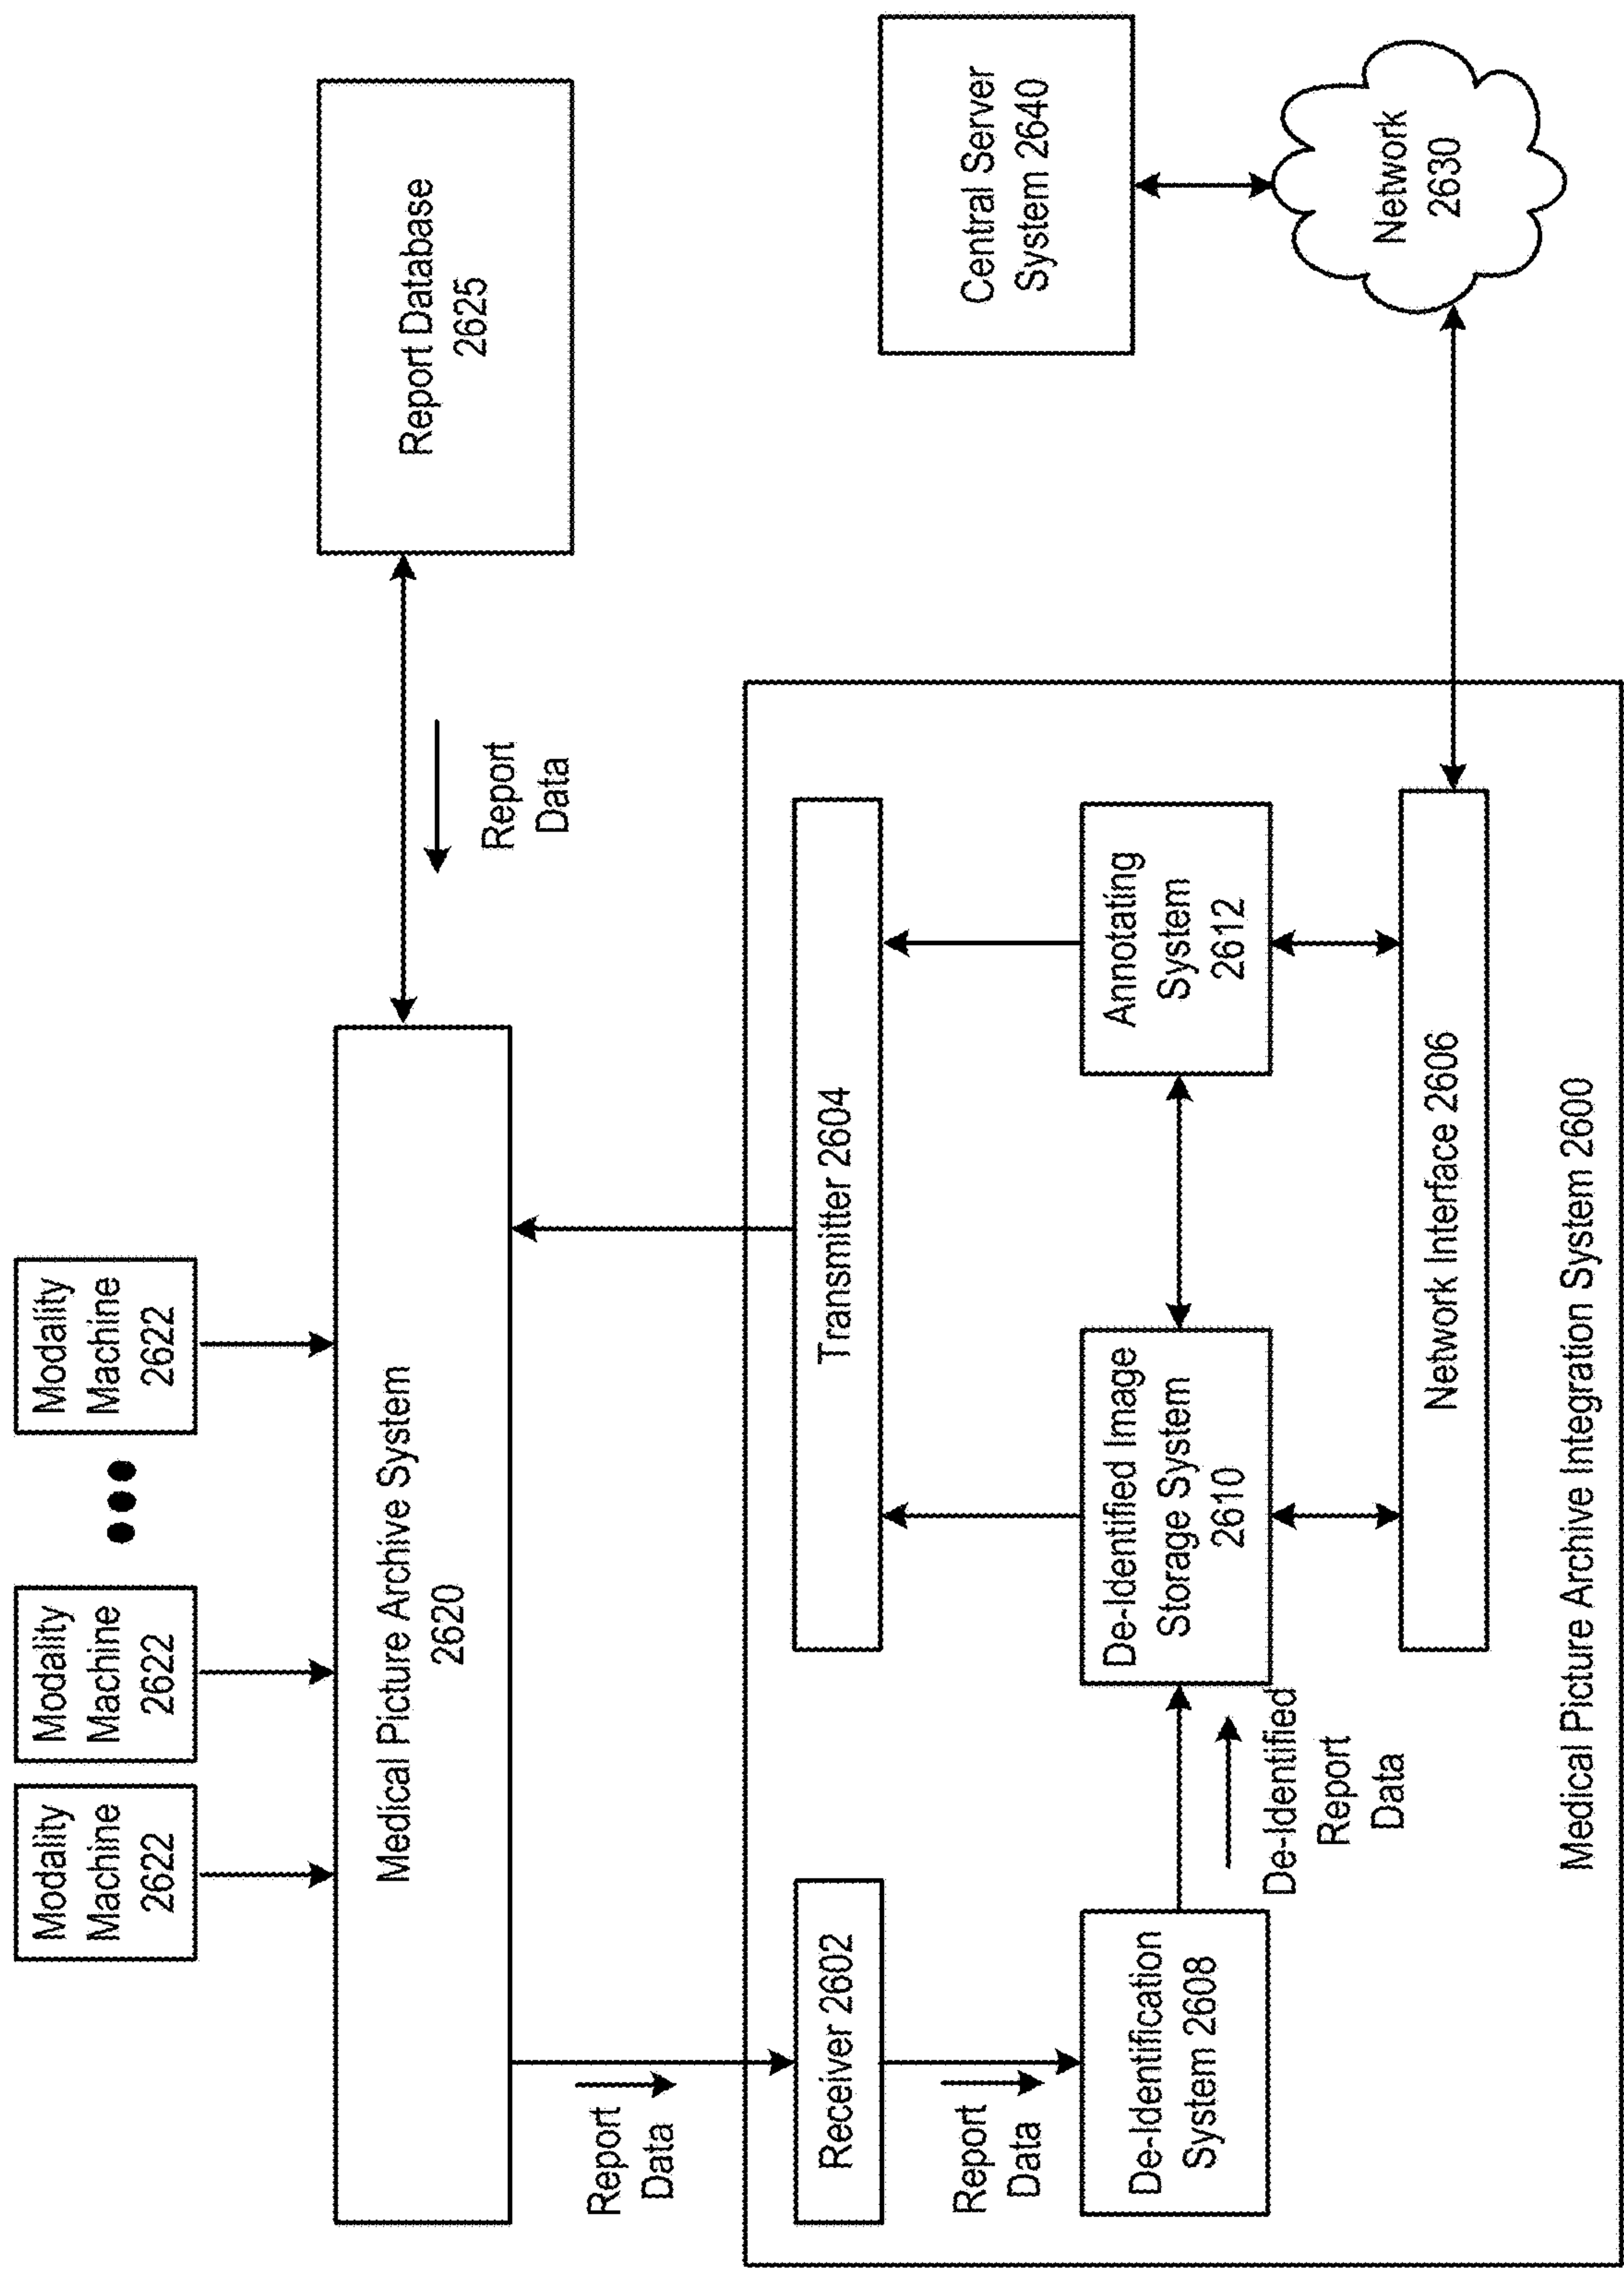 Modality
Machine
2622
Modality
Machine
2622
Modality
Machine
2622
Medical Picture Archive System
2620
Report Database
2625
Report
Data
Report
Data
Receiver 2602
Transmitter 2604
Report
Data
De-Identification
System 2608
De-Identified
Report
Data
De-Identified Image
Storage System
2610
Annotating
System
2612
Network Interface 2606
Medical Picture Archive Integration System 2600
Central Server
System 2640
Network
2630